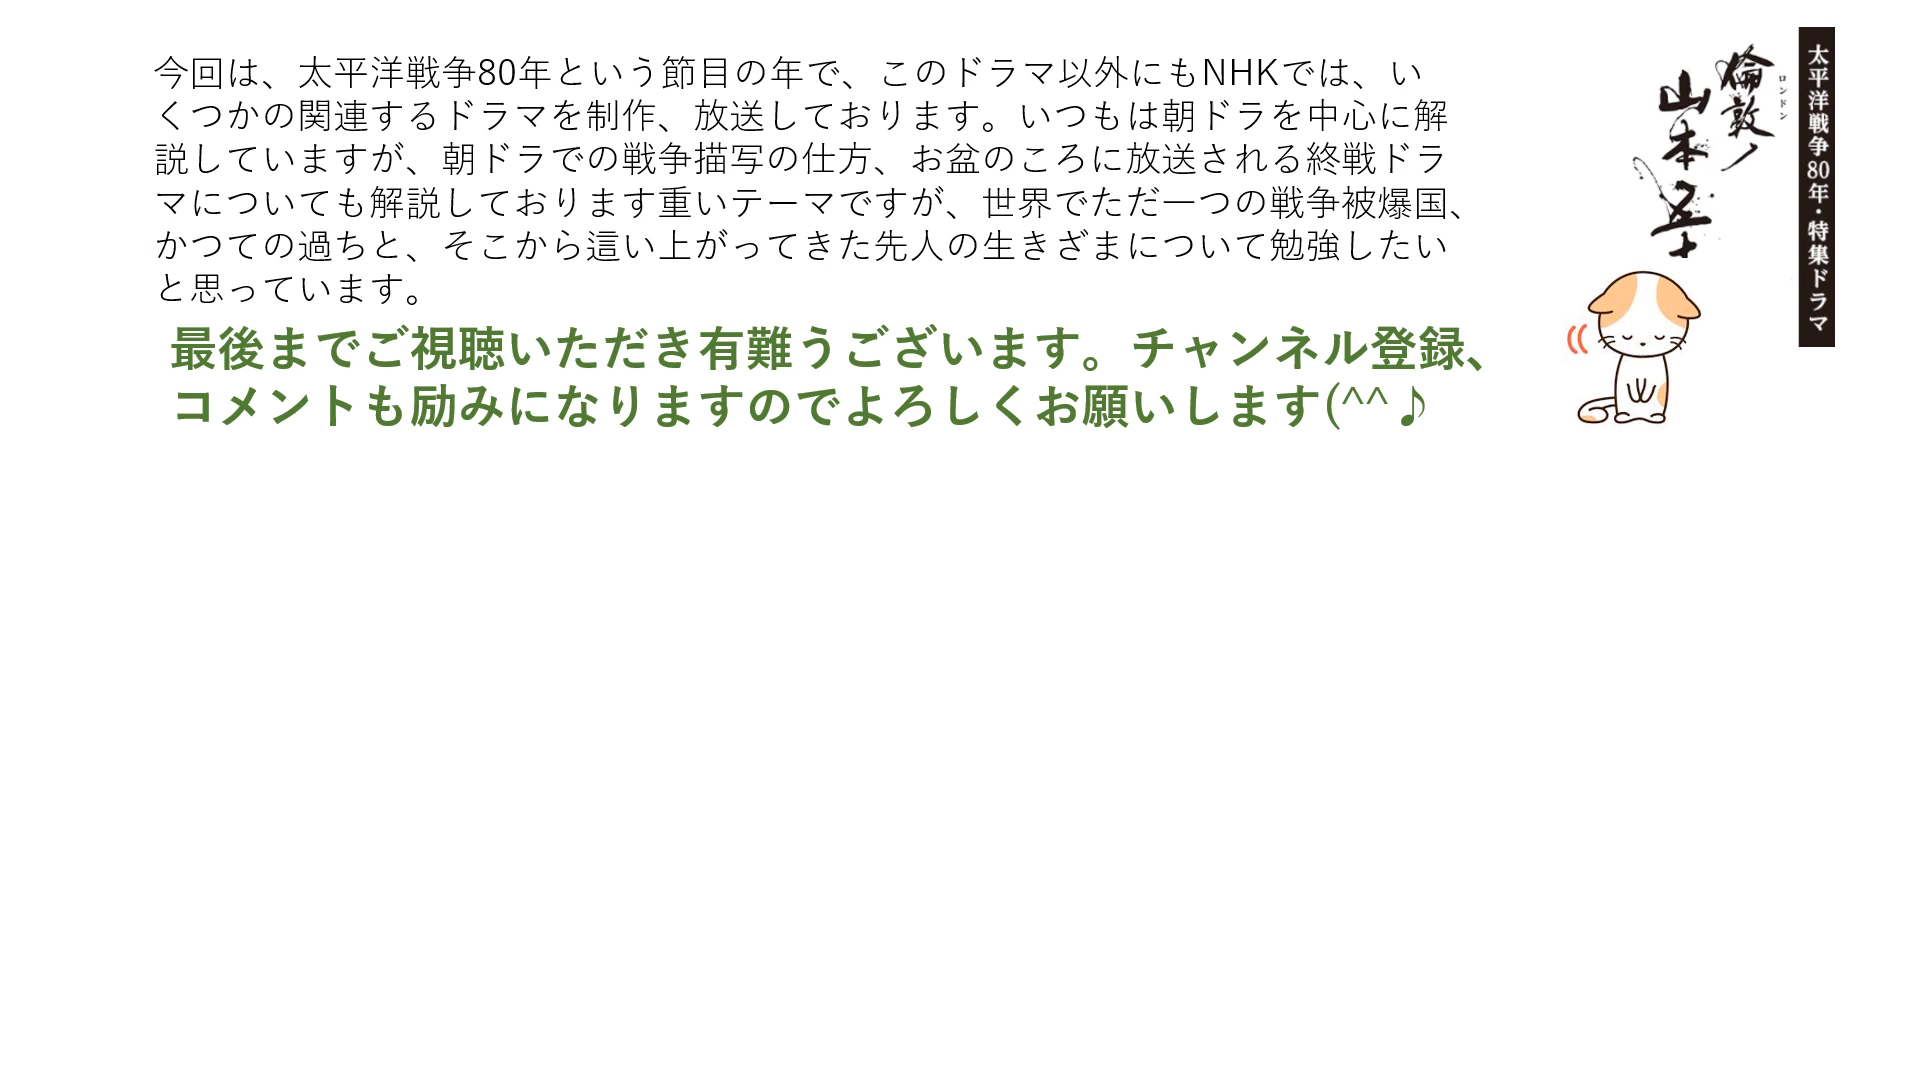 今回は、太平洋戦争80年という節目の年で、このドラマ以外にもNHKでは、い
くつかの関連するドラマを制作、放送しております。いつもは朝ドラを中心に解
説していますが、朝ドラでの戦争描写の仕方、お盆のころに放送される終戦ドラ
マについても解説しております重いテーマですが、世界でただ一つの戦争被爆国、
かつての過ちと、そこから這い上がってきた先人の生きざまについて勉強したい
と思っています。
最後までご視聴いただき有難うございます。チャンネル登録、
コメントも励みになりますのでよろしくお願いします(^^♪
太平洋戦争80年・特集ドラマ
倫敦ノ
ロンドン
山本五十